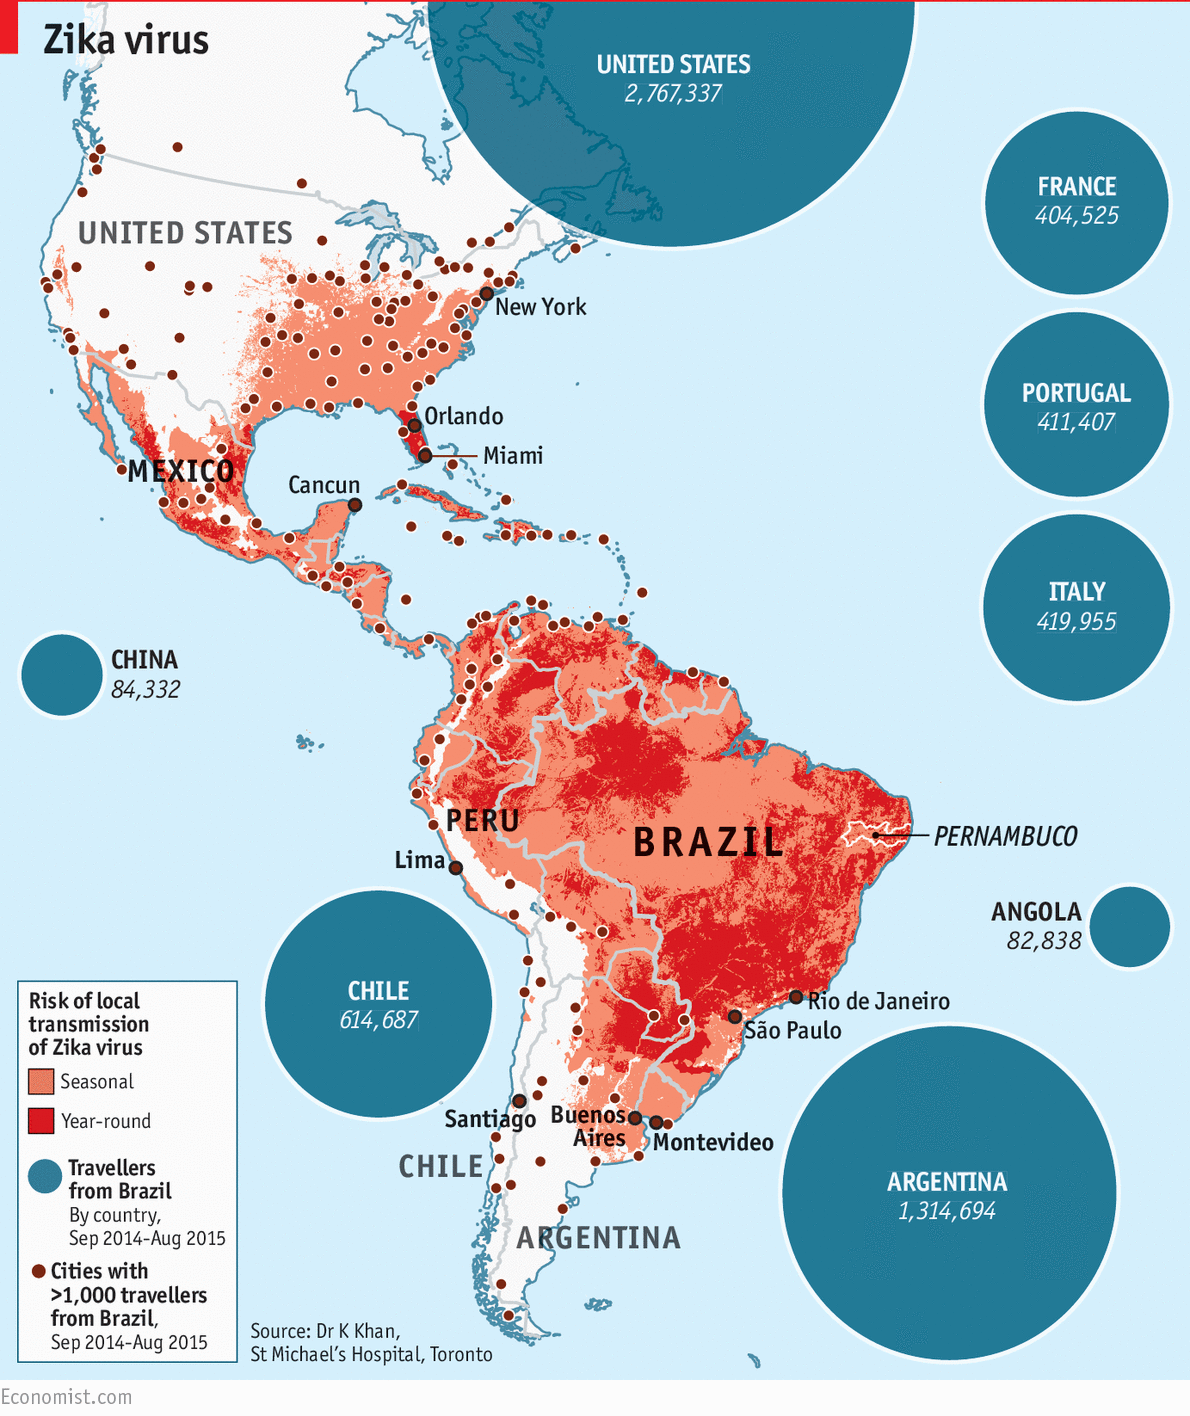 Zika virus
UNITED STATES
2,767,337
FRANCE
404,525
UNITED STATES
New York
PORTUGAL
411,407
Orlando
Miami
MEXICO
Cancun
ITALY
419,955
CHINA
84,332
PERU
BRAZIL
PERNAMBUCO
Lima
ANGOLA
82,838
CHILE
614,687
Rio de Janeiro
São Paulo
Santiago
Buenos
Aires
Montevideo
CHILE
ARGENTINA
1,314,694
ARGENTINA
Risk of local
transmission
of Zika virus
Seasonal
Year-round
Travellers
from Brazil
By country,
Sep 2014-Aug 2015
Cities with
>1,000 travellers
from Brazil,
Sep 2014-Aug 2015
Source: Dr K Khan,
St Michael's Hospital, Toronto
Economist.com